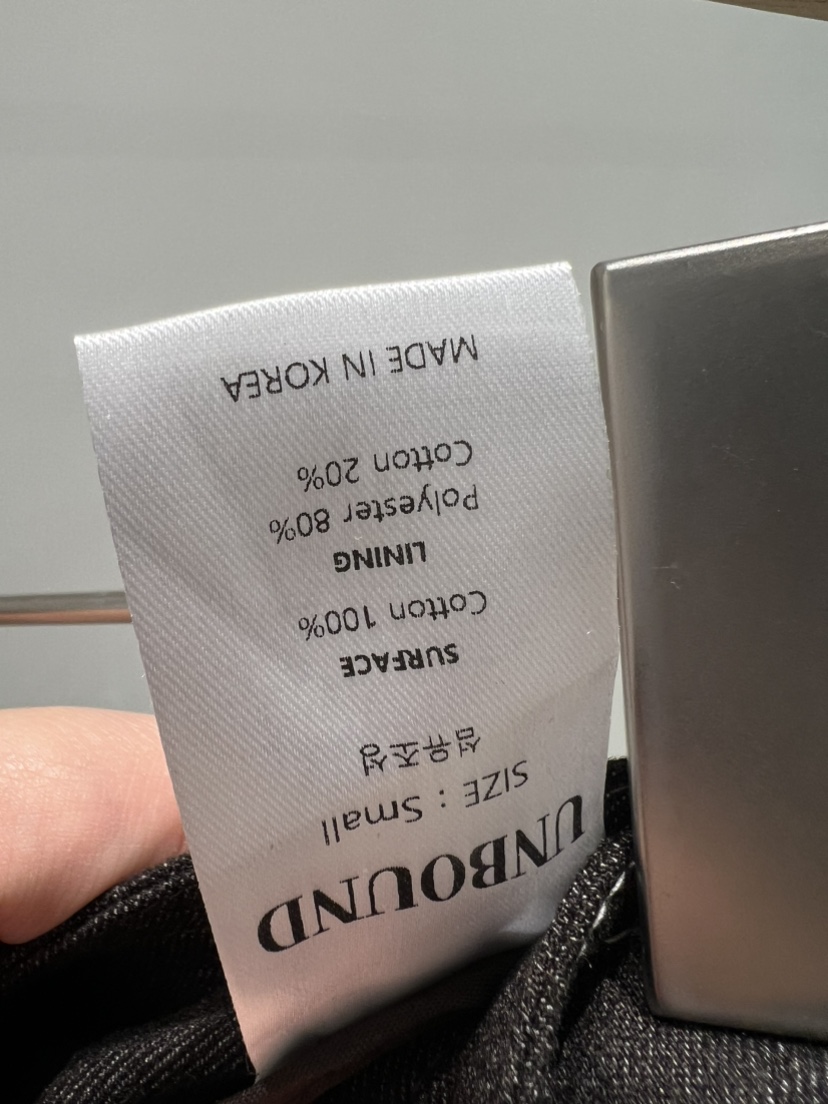 UNBOUND
SIZE : Small
섬유조성
SURFACE
Cotton 100%
LINING
Polyester 80%
Cotton 20%
MADE IN KOREA